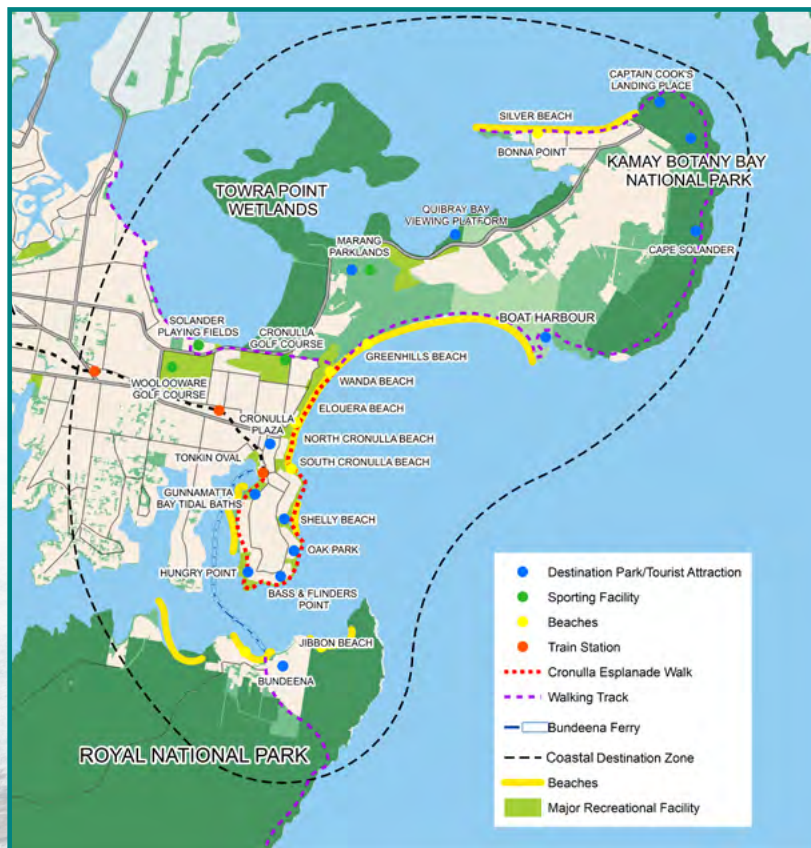 CAPTAIN COOK'S
LANDING PLACE
SILVER BEACH
BONNA POINT
KAMAY BOTANY BAY
NATIONAL PARK
TOWRA POINT
WETLANDS
QUIBRAY BAY
VIEWING PLATFORM
MARANG
PARKLANDS
CAPE SOLANDER
SOLANDER
PLAYING FIELDS
CRONULLA
GOLF COURSE
BOAT HARBOUR
GREENHILLS BEACH
WOOLOOWARE
GOLF COURSE
WANDA BEACH
ELOUERA BEACH
CRONULLA
PLAZA
NORTH CRONULLA BEACH
TONKIN OVAL
SOUTH CRONULLA BEACH
GUNNAMATTA
BAY TIDAL BATHS
SHELLY BEACH
OAK PARK
HUNGRY POINT
BASS & FLINDERS
POINT
JIBBON BEACH
BUNDEENA
ROYAL NATIONAL PARK
Destination Park/Tourist Attraction
Sporting Facility
Beaches
Train Station
Cronulla Esplanade Walk
Walking Track
Bundeena Ferry
Coastal Destination Zone
Beaches
Major Recreational Facility